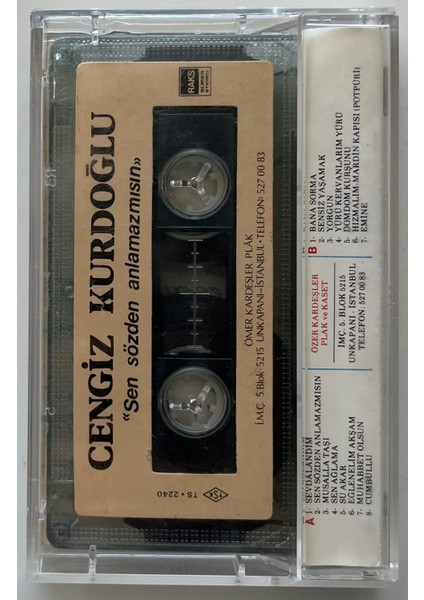 CENGİZ KURDOĞLU
“Sen sözden anlamazmısın»
RAKS
ÖMER KARDEŞLER PLÂK
İ.M.Ç. 5.Blok 5215 UNKAPANI-İSTANBUL•TELEFON: 527 00 83
TSE
TS • 2240
A
1- SEVDALANDIM
2- SEN SÖZDEN ANLAMAZMISIN
3- MUSALLA TAŞI
4- SEN AĞLAMA
5- SU AKAR
6- EĞLENELİM AKŞAM
7- MUHABBET OLSUN
8- CUMBULLU
ÖZER KARDEŞLER
PLAK ve KASET
İMÇ. 5. BLOK 5215
UNKAPANI - İSTANBUL
TELEFON: 527 00 83
B
1- BANA SORMA
2- SENSİZ YAŞAMAK
3- YORGUN
4- YÜRÜ KERVANLARIM YÜRÜ
5- DOMDOM KURŞUNU
6- HIZMALIM-MARDİN KAPISI (POTPURİ)
7- EMİNE